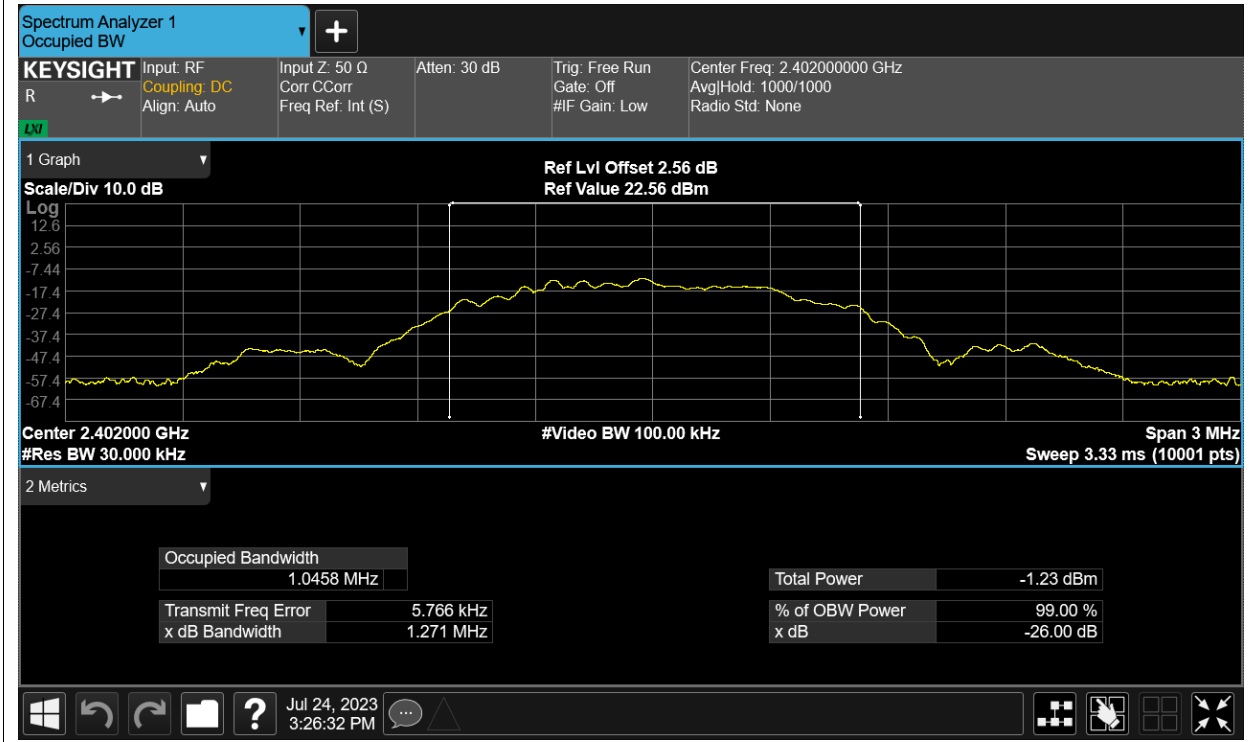 Spectrum Analyzer 1
Occupied BW
KEYSIGHT
R
LXI
Input: RF
Coupling: DC
Align: Auto
Input Z: 50 Ω
Corr CCorr
Freq Ref: Int (S)
Atten: 30 dB
Trig: Free Run
Gate: Off
#IF Gain: Low
Center Freq: 2.402000000 GHz
Avg|Hold: 1000/1000
Radio Std: None
1 Graph
Scale/Div 10.0 dB
Ref Lvl Offset 2.56 dB
Ref Value 22.56 dBm
Log
12.6
2.56
-7.44
-17.4
-27.4
-37.4
-47.4
-57.4
-67.4
Center 2.402000 GHz
#Video BW 100.00 kHz
Span 3 MHz
#Res BW 30.000 kHz
Sweep 3.33 ms (10001 pts)
2 Metrics
Occupied Bandwidth
1.0458 MHz
Total Power -1.23 dBm
Transmit Freq Error 5.766 kHz
% of OBW Power 99.00 %
x dB Bandwidth 1.271 MHz
x dB -26.00 dB
?
Jul 24, 2023
3:26:32 PM